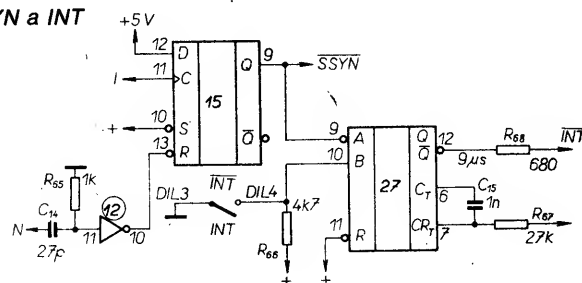 YN a INT
+5V
12
D
Q
9
SSYN
I
11
C
15
+
10
S
Q
13
R
R65
1k
C14
N
27p
12
11
10
DIL3
INT
DIL4
INT
4k7
R66
+
9
A
Q
12
Q
9µs
R68
680
INT
10
B
27
CT
6
C15
1n
11
R
+
CRT
7
R67
27k
+